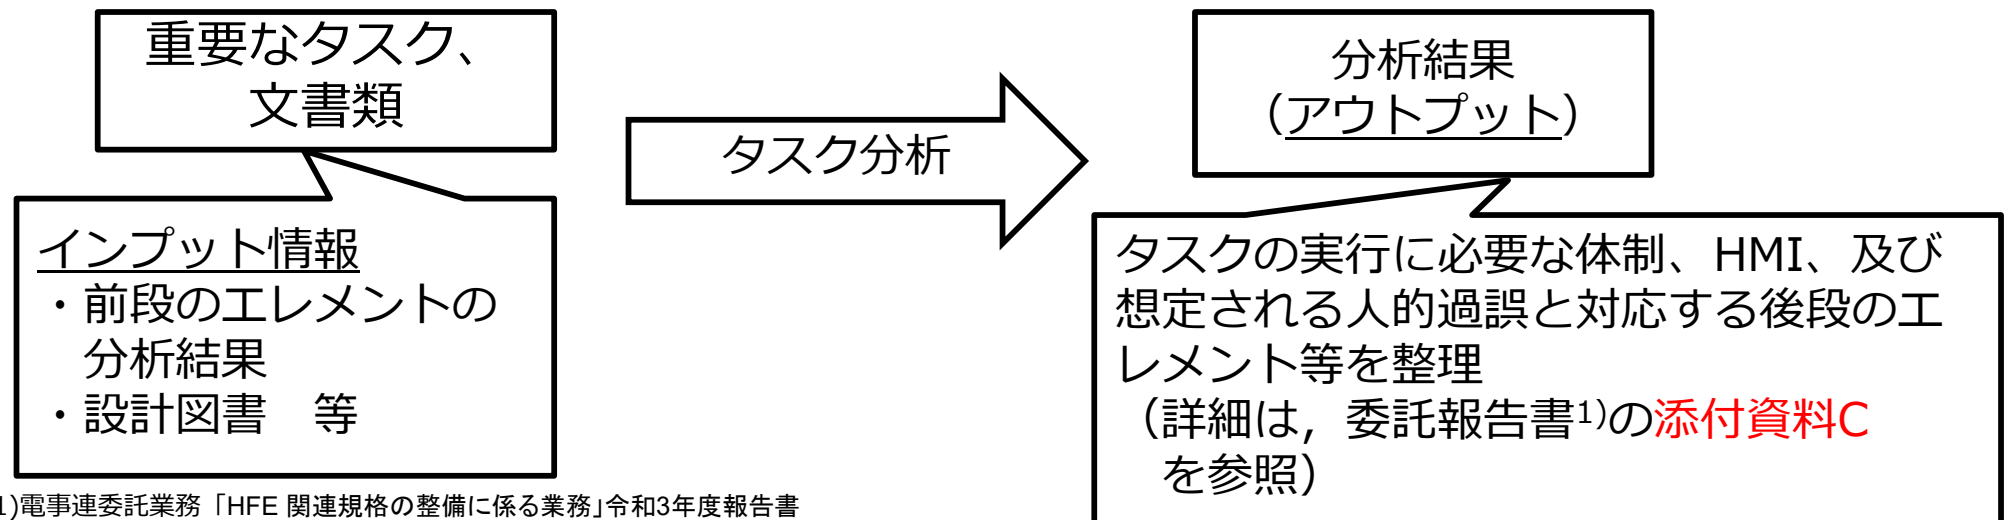 重要なタスク、
文書類
タスク分析
分析結果
（アウトプット）
インプット情報
・前段のエレメントの
分析結果
・設計図書　等
タスクの実行に必要な体制、HMI、及び
想定される人的過誤と対応する後段のエ
レメント等を整理
（詳細は，委託報告書1)の添付資料C
を参照）
1)電事連委託業務「HFE 関連規格の整備に係る業務」令和3年度報告書